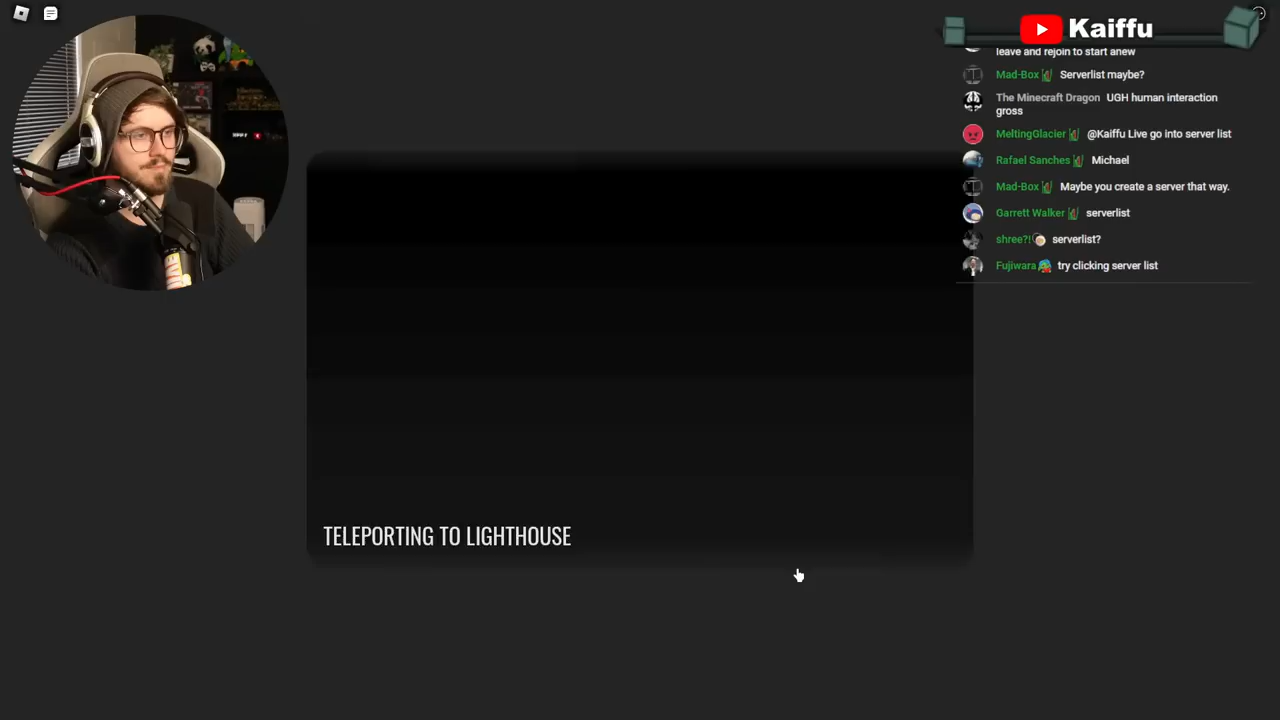 Kaiffu
leave and rejoin to start anew
Mad-Box Serverlist maybe?
The Minecraft Dragon UGH human interaction
gross
MeltingGlacier @Kaiffu Live go into server list
Rafael Sanches Michael
Mad-Box Maybe you create a server that way.
Garrett Walker serverlist
shree?! serverlist?
Fujiwara try clicking server list
TELEPORTING TO LIGHTHOUSE